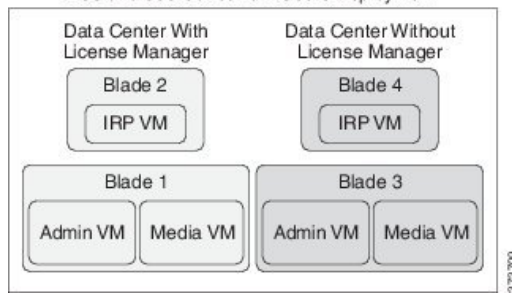 Data Center With
License Manager
Data Center Without
License Manager
Blade 2
IRP VM
Blade 4
IRP VM
Blade 1
Admin VM
Media VM
Blade 3
Admin VM
Media VM